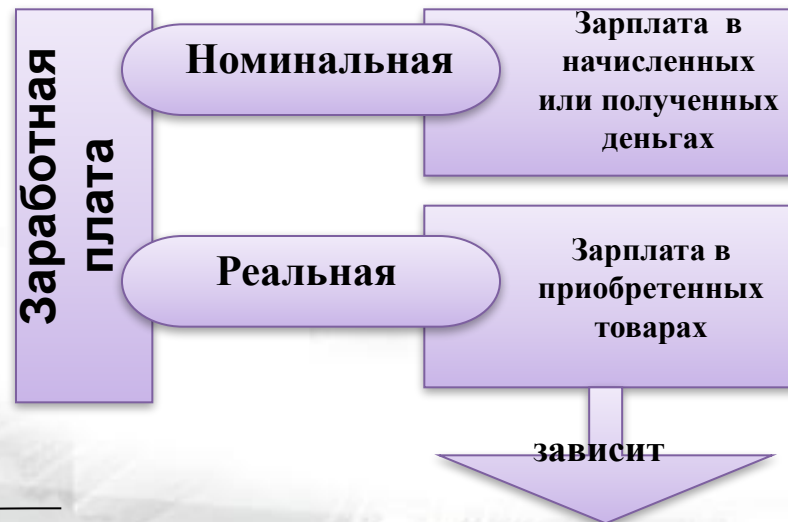 Заработная
плата
Номинальная
Зарплата в
начисленных
или полученных
деньгах
Реальная
Зарплата в
приобретенных
товарах
зависит